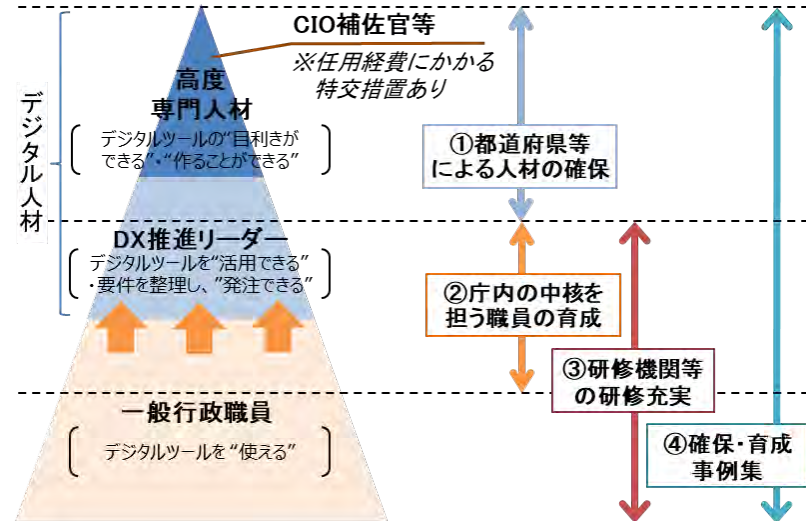 CIO補佐官等
※任用経費にかかる
特交措置あり
デジタル人材
高度
専門人材
デジタルツールの“目利きが
できる”・“作ることができる”
①都道府県等
による人材の確保
DX推進リーダー
デジタルツールを“活用できる”
・要件を整理し、”発注できる”
②庁内の中核を
担う職員の育成
③研修機関等
の研修充実
一般行政職員
デジタルツールを“使える”
④確保・育成
事例集